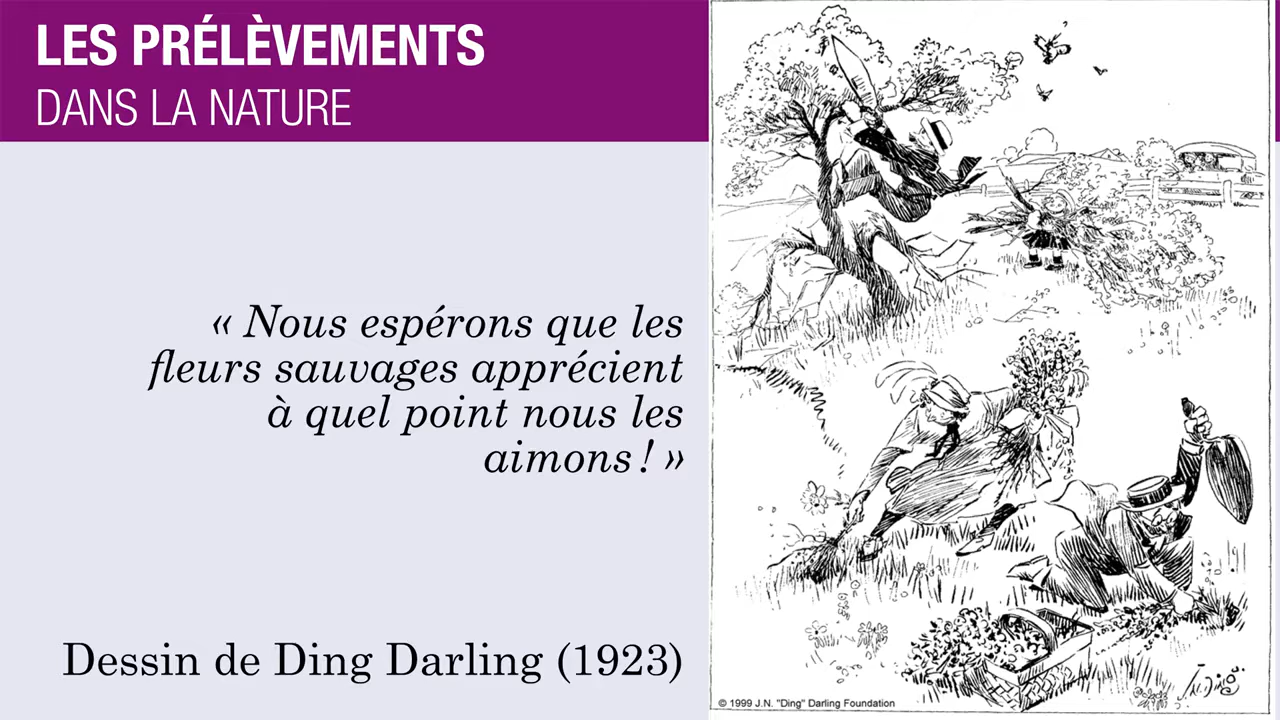 LES PRÉLÈVEMENTS
DANS LA NATURE
« Nous espérons que les
fleurs sauvages apprécient
à quel point nous les
aimons ! »
Dessin de Ding Darling (1923)
© 1999 J.N. "Ding" Darling Foundation